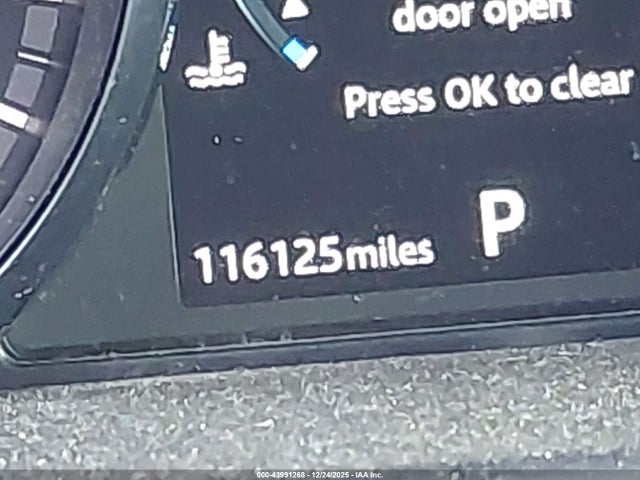 door open
Press OK to clear
P
116125miles
000-43991268 - 12/24/2025 - IAA Inc.